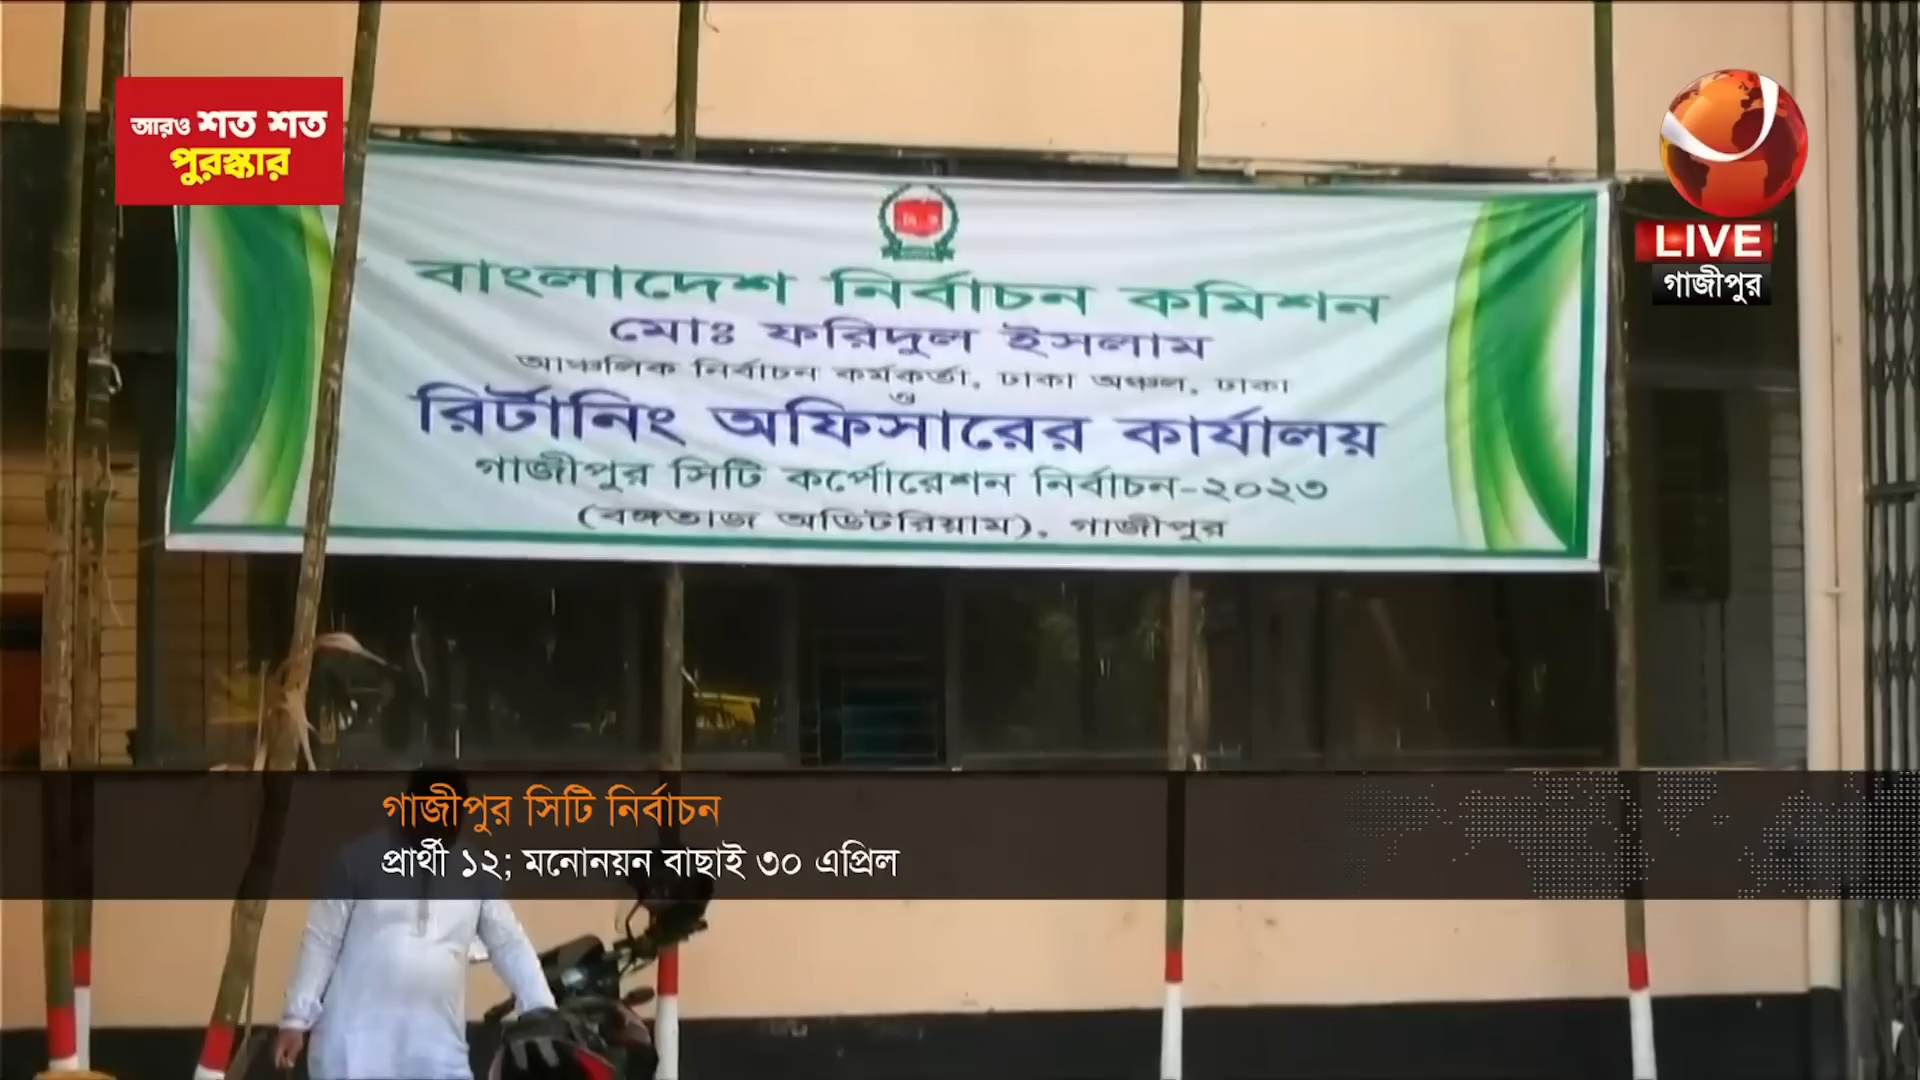 আরও শত শত
পুরস্কার
LIVE
গাজীপুর
বাংলাদেশ নির্বাচন কমিশন
মোঃ ফরিদুল ইসলাম
আঞ্চলিক নির্বাচন কর্মকর্তা, ঢাকা অঞ্চল, ঢাকা
ও
রির্টানিং অফিসারের কার্যালয়
গাজীপুর সিটি কর্পোরেশন নির্বাচন-২০২৩
(বঙ্গতাজ অডিটরিয়াম), গাজীপুর
গাজীপুর সিটি নির্বাচন
প্রার্থী ১২; মনোনয়ন বাছাই ৩০ এপ্রিল